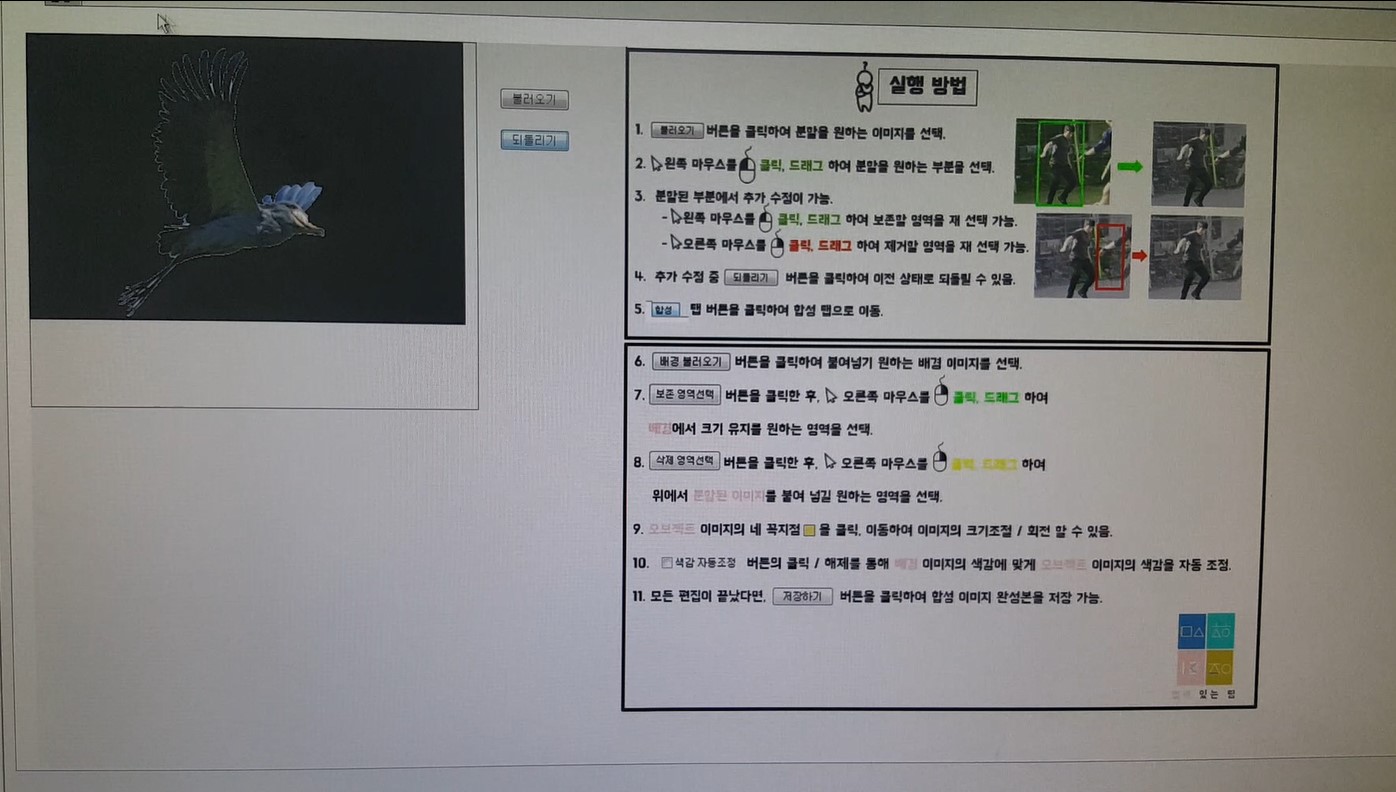 불러오기
되돌리기
실행 방법
1. 불러오기 버튼을 클릭하여 분할을 원하는 이미지를 선택.
2. 왼쪽 마우스를 클릭, 드래그 하여 분할을 원하는 부분을 선택.
3. 분할된 부분에서 추가 수정이 가능.
- 왼쪽 마우스를 클릭, 드래그 하여 보존할 영역을 재 선택 가능.
- 오른쪽 마우스를 클릭, 드래그 하여 제거할 영역을 재 선택 가능.
4. 추가 수정 중 되돌리기 버튼을 클릭하여 이전 상태로 되돌릴 수 있음.
5. 합성 탭 버튼을 클릭하여 합성 탭으로 이동.
6. 배경 불러오기 버튼을 클릭하여 붙여넣기 원하는 배경 이미지를 선택.
7. 보존 영역선택 버튼을 클릭한 후, 오른쪽 마우스를 클릭, 드래그 하여
배경에서 크기 유지를 원하는 영역을 선택.
8. 삭제 영역선택 버튼을 클릭한 후, 오른쪽 마우스를 클릭, 드래그 하여
위에서 분할된 이미지를 붙여 넣길 원하는 영역을 선택.
9. 오브젝트 이미지의 네 꼭지점 을 클릭, 이동하여 이미지의 크기조절 / 회전 할 수 있음.
10. 색감 자동조정 버튼의 클릭 / 해제를 통해 배경 이미지의 색감에 맞게 오브젝트 이미지의 색감을 자동 조정.
11. 모든 편집이 끝났다면, 저장하기 버튼을 클릭하여 합성 이미지 완성본을 저장 가능.
있는 팀